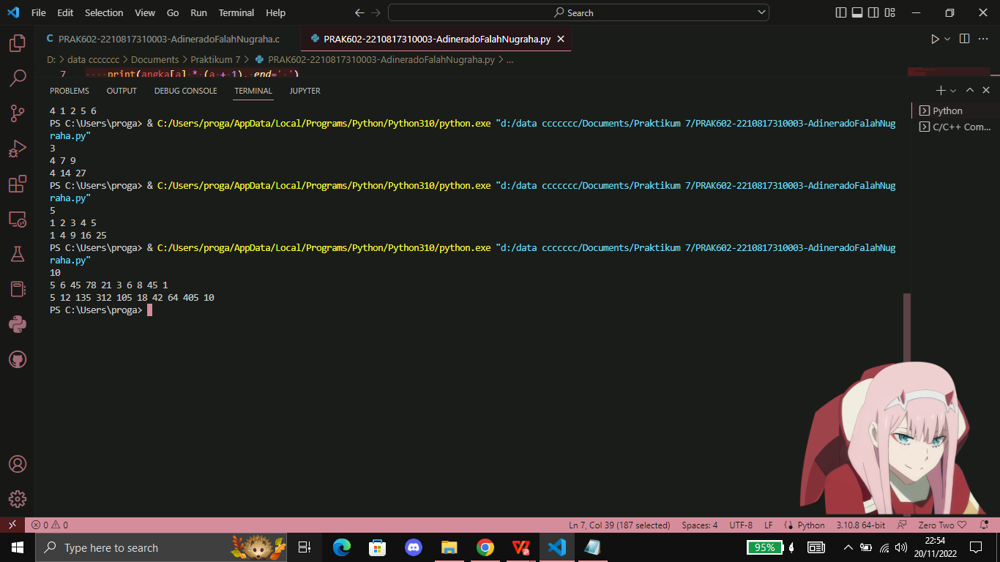 File Edit Selection View Go Run Terminal Help
Search
PRAK602-2210817310003-AdineradoFalahNugraha.c
PRAK602-2210817310003-AdineradoFalahNugraha.py
D: > data ccccccc > Documents > Praktikum 7 > PRAK602-2210817310003-AdineradoFalahNugraha.py > ...
7 print(angka[a] * (a + 1), end=' ')
PROBLEMS OUTPUT DEBUG CONSOLE TERMINAL JUPYTER
Python
C/C++ Com...
4 1 2 5 6
PS C:\Users\proga> & C:/Users/proga/AppData/Local/Programs/Python/Python310/python.exe "d:/data ccccccc/Documents/Praktikum 7/PRAK602-2210817310003-AdineradoFalahNug
raha.py"
3
4 7 9
4 14 27
PS C:\Users\proga> & C:/Users/proga/AppData/Local/Programs/Python/Python310/python.exe "d:/data ccccccc/Documents/Praktikum 7/PRAK602-2210817310003-AdineradoFalahNug
raha.py"
5
1 2 3 4 5
1 4 9 16 25
PS C:\Users\proga> & C:/Users/proga/AppData/Local/Programs/Python/Python310/python.exe "d:/data ccccccc/Documents/Praktikum 7/PRAK602-2210817310003-AdineradoFalahNug
raha.py"
10
5 6 45 78 21 3 6 8 45 1
5 12 135 312 105 18 42 64 405 10
PS C:\Users\proga>
0 0 Ln 7, Col 39 (187 selected) Spaces: 4 UTF-8 LF Python 3.10.8 64-bit Zero Two ♡
Type here to search
95%
22:54
20/11/2022